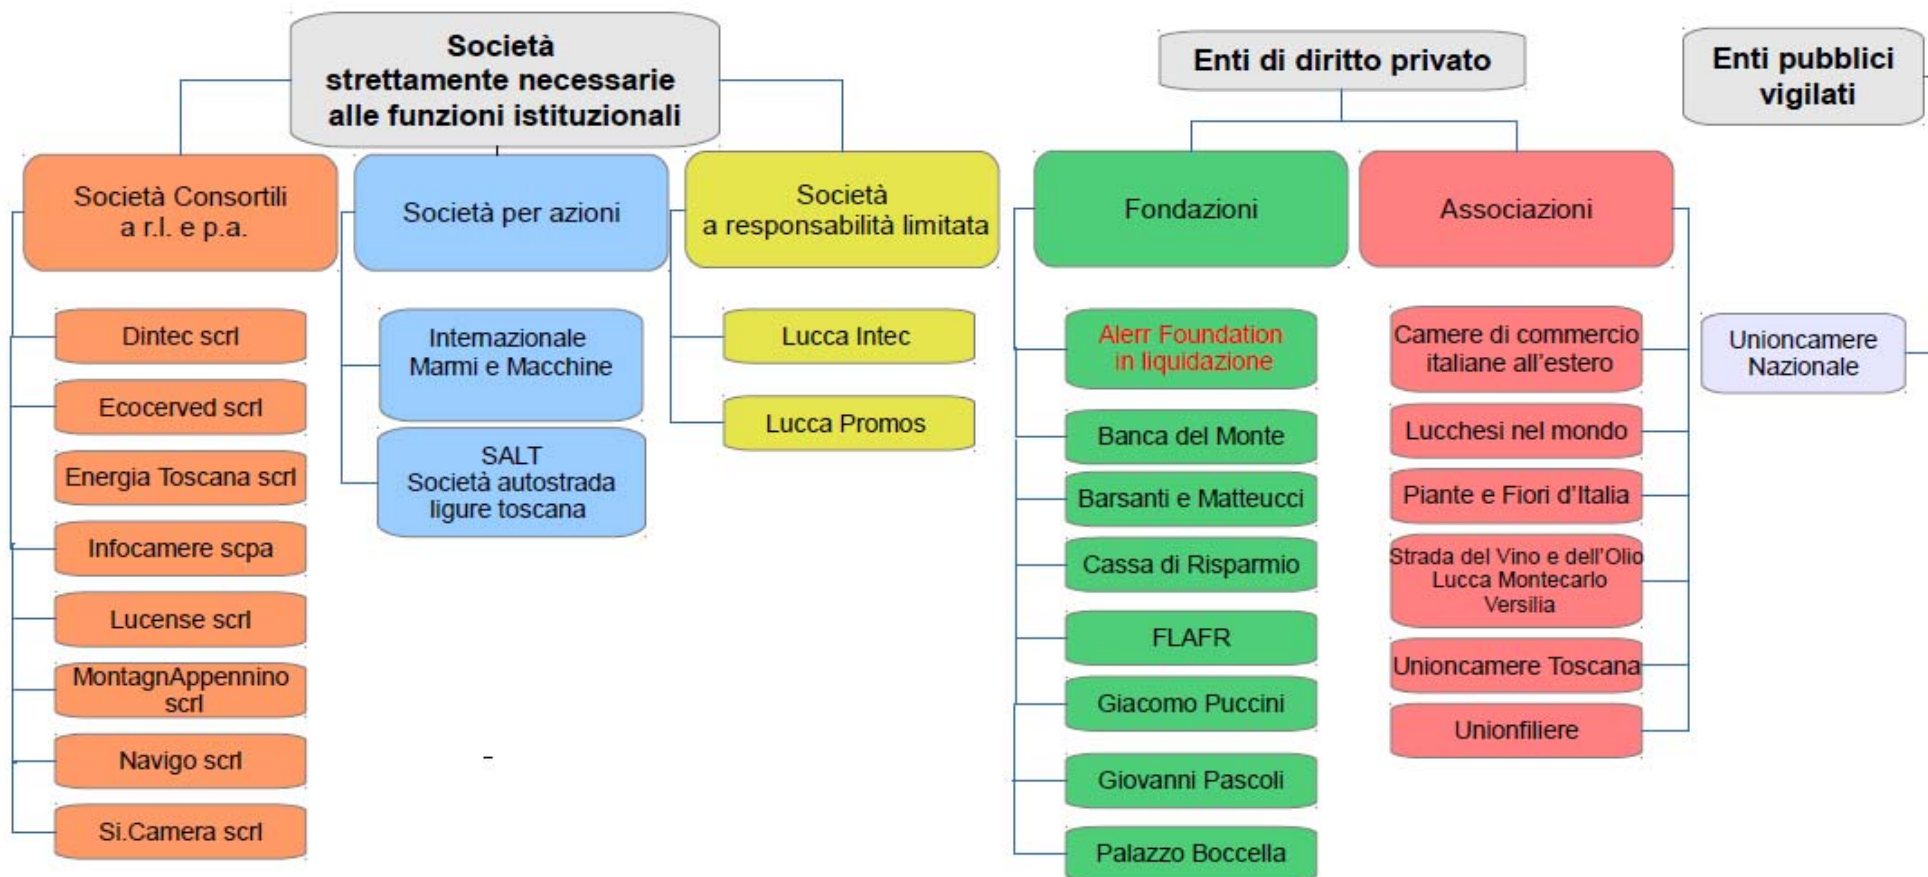 Società
strettamente necessarie
alle funzioni istituzionali
Enti di diritto privato
Enti pubblici
vigilati
Società Consortili
a r.l. e p.a.
Società per azioni
Società
a responsabilità limitata
Fondazioni
Associazioni
Dintec scrl
Ecocerved scrl
Energia Toscana scrl
Infocamere scpa
Lucense scrl
MontagnAppennino
scrl
Navigo scrl
Si.Camera scrl
Internazionale
Marmi e Macchine
SALT
Società autostrada
ligure toscana
Lucca Intec
Lucca Promos
Alerr Foundation
in liquidazione
Banca del Monte
Barsanti e Matteucci
Cassa di Risparmio
FLAFR
Giacomo Puccini
Giovanni Pascoli
Palazzo Boccella
Camere di commercio
italiane all'estero
Lucchesi nel mondo
Piante e Fiori d'Italia
Strada del Vino e dell'Olio
Lucca Montecarlo
Versilia
Unioncamere Toscana
Unionfiliere
Unioncamere
Nazionale